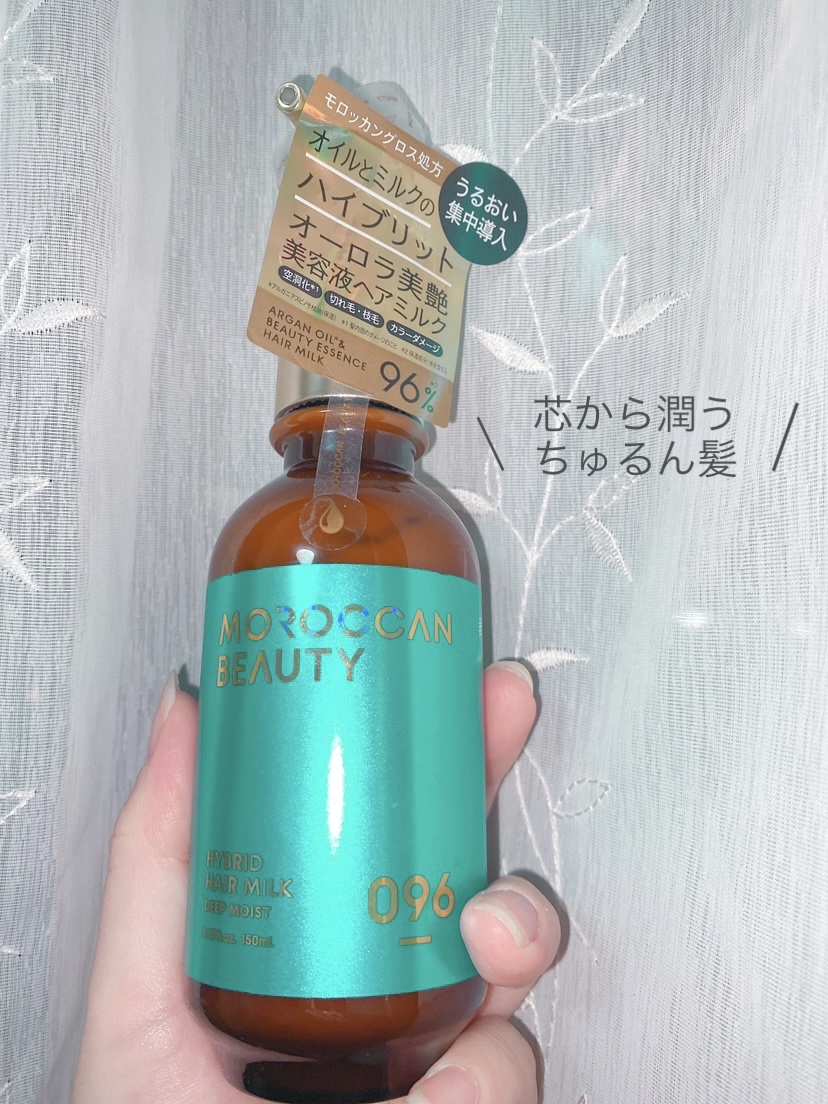 モロッカングロス処方
オイルとミルクの
ハイブリット
オーロラ美艶
美容液ヘアミルク
うるおい
集中導入
空洞化*1 切れ毛・枝毛 カラーダメージ
ARGAN OIL*&
BEAUTY ESSENCE
HAIR MILK
96%
芯から潤う
ちゅるん髪
MOROCCAN
BEAUTY
HYBRID
HAIR MILK
DEEP MOIST
fl.oz. 150mL
096